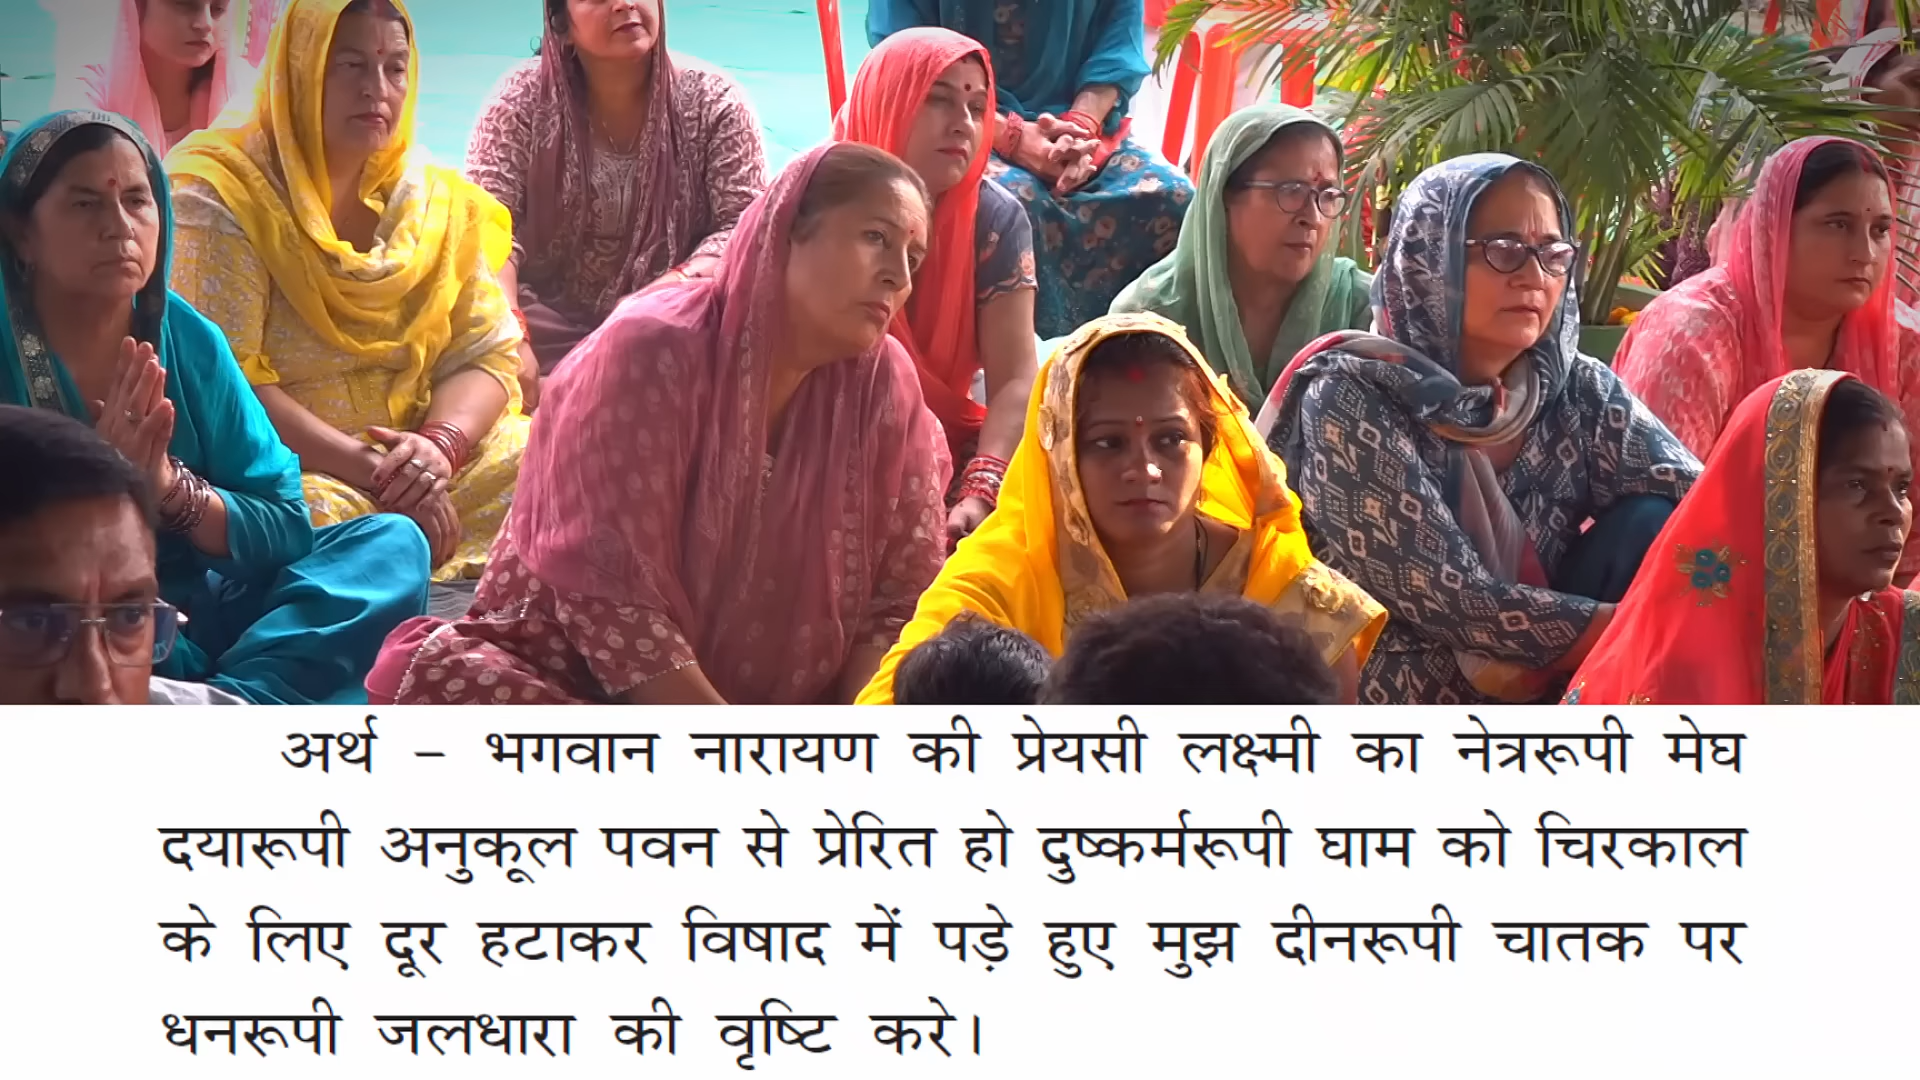 अर्थ – भगवान नारायण की प्रेयसी लक्ष्मी का नेत्ररूपी मेघ
दयारूपी अनुकूल पवन से प्रेरित हो दुष्कर्मरूपी घाम को चिरकाल
के लिए दूर हटाकर विषाद में पड़े हुए मुझ दीनरूपी चातक पर
धनरूपी जलधारा की वृष्टि करे।